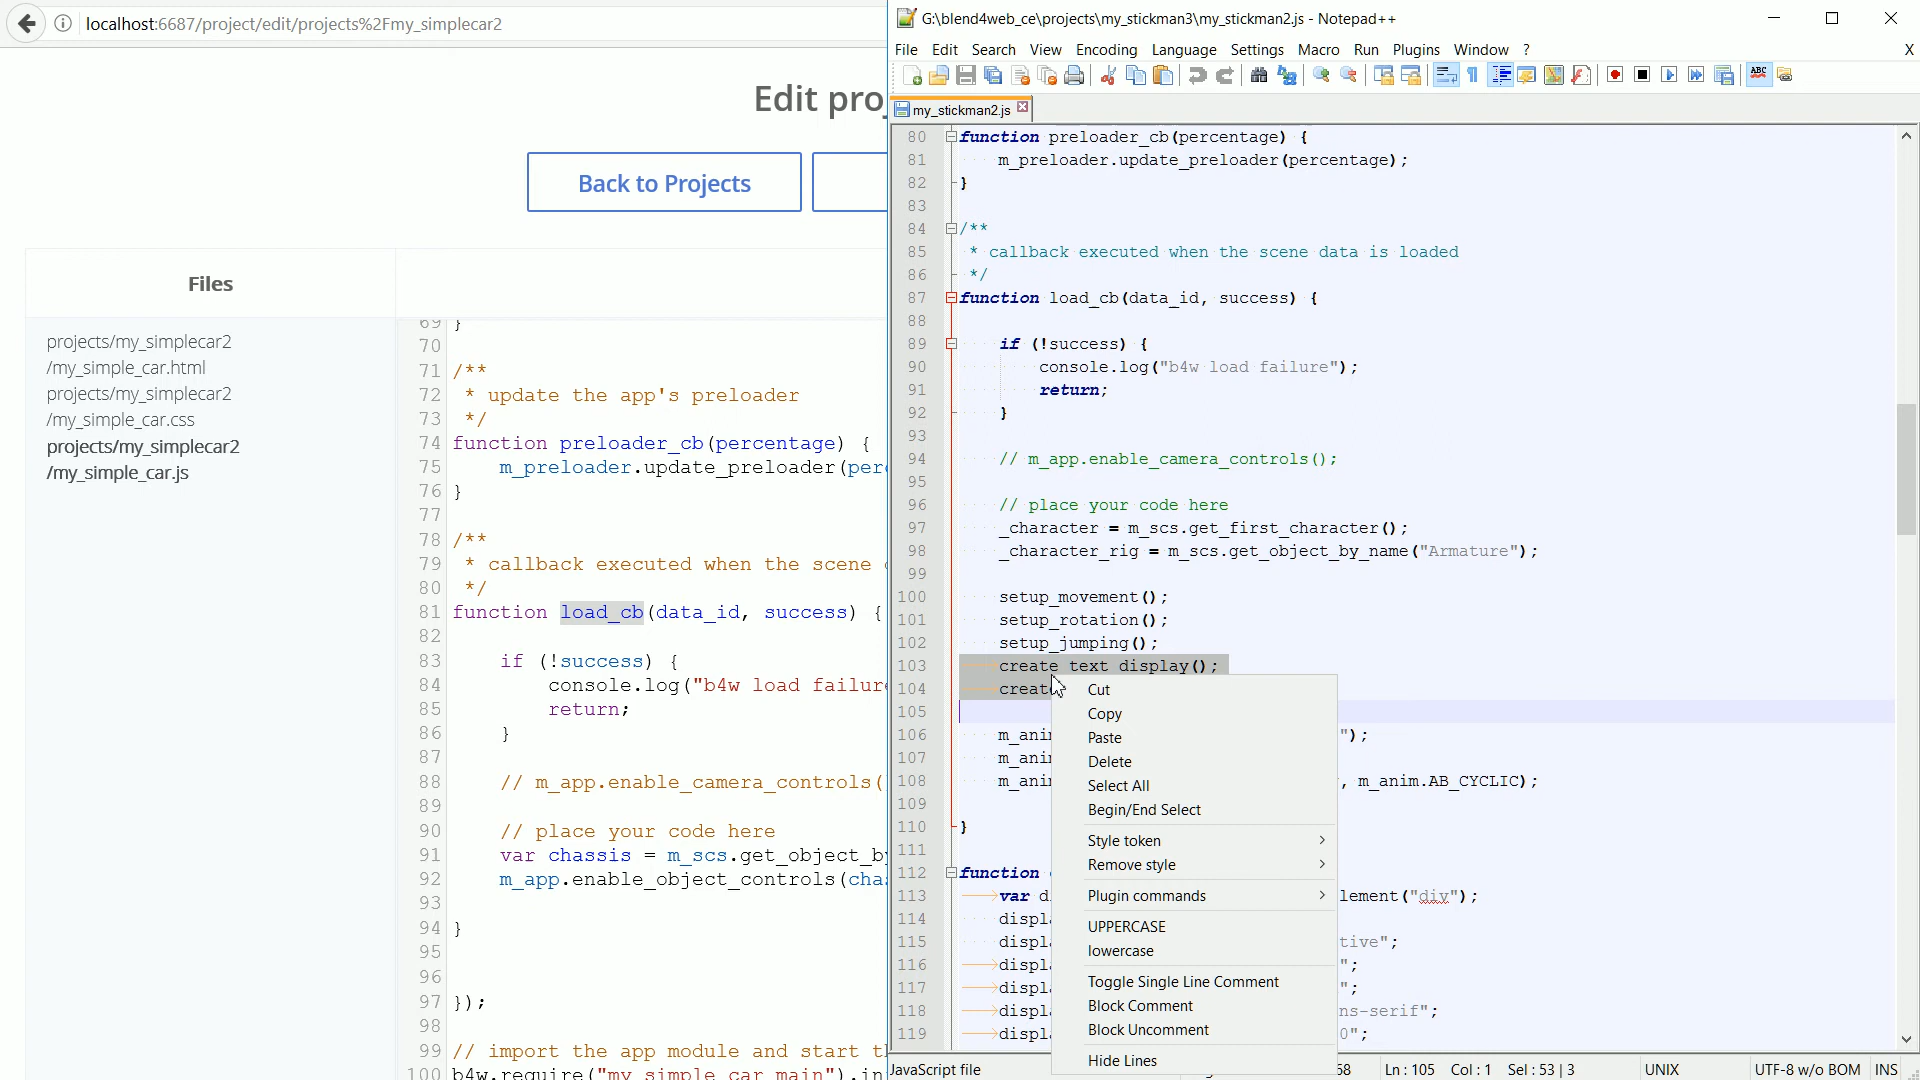 localhost:6687/project/edit/projects%2Fmy_simplecar2
Edit pro
Back to Projects
Files
projects/my_simplecar2
/my_simple_car.html
projects/my_simplecar2
/my_simple_car.css
projects/my_simplecar2
/my_simple_car.js
69 }
70
71 /**
72 * update the app's preloader
73 */
74 function preloader_cb(percentage) {
75 m_preloader.update_preloader(per
76 }
77
78 /**
79 * callback executed when the scene
80 */
81 function load_cb(data_id, success) {
82
83 if (!success) {
84 console.log("b4w load failur
85 return;
86 }
87
88 // m_app.enable_camera_controls(
89
90 // place your code here
91 var chassis = m_scs.get_object_b
92 m_app.enable_object_controls(cha
93
94 }
95
96
97 });
98
99 // import the app module and start t
100 b4w.require("my_simple_car_main").in
G:\blend4web_ce\projects\my_stickman3\my_stickman2.js - Notepad++
File Edit Search View Encoding Language Settings Macro Run Plugins Window ? X
my_stickman2.js
80 function preloader_cb(percentage) {
81 m_preloader.update_preloader(percentage);
82 }
83
84 /**
85 * callback executed when the scene data is loaded
86 */
87 function load_cb(data_id, success) {
88
89 if (!success) {
90 console.log("b4w load failure");
91 return;
92 }
93
94 // m_app.enable_camera_controls();
95
96 // place your code here
97 _character = m_scs.get_first_character();
98 _character_rig = m_scs.get_object_by_name("Armature");
99
100 setup_movement();
101 setup_rotation();
102 setup_jumping();
103 create_text_display();
104 creat
105
106 m_ani ");
107 m_ani
108 m_ani , m_anim.AB_CYCLIC);
109
110 }
111
112 function
113 var d lement("div");
114 displ
115 displ tive";
116 displ ";
117 displ ";
118 displ ns-serif";
119 displ 0";
Cut
Copy
Paste
Delete
Select All
Begin/End Select
Style token
Remove style
Plugin commands
UPPERCASE
lowercase
Toggle Single Line Comment
Block Comment
Block Uncomment
Hide Lines
JavaScript file 68 Ln:105 Col:1 Sel:53|3 UNIX UTF-8 w/o BOM INS